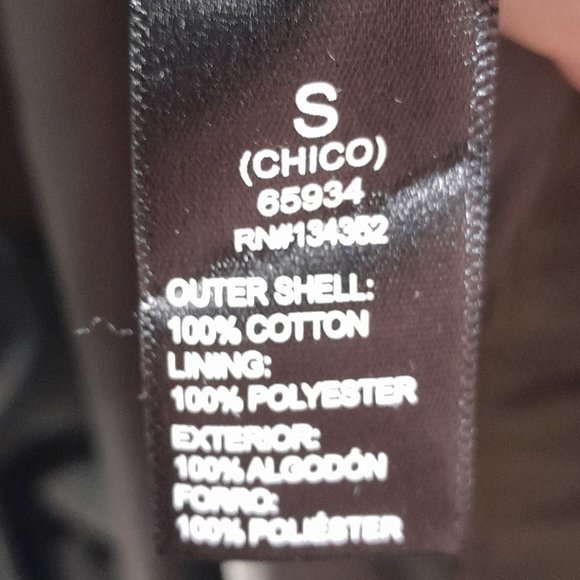 S
(CHICO)
65934
RN#134352
OUTER SHELL:
100% COTTON
LINING:
100% POLYESTER
EXTERIOR:
100% ALGODÓN
FORRO:
100% POLIÉSTER